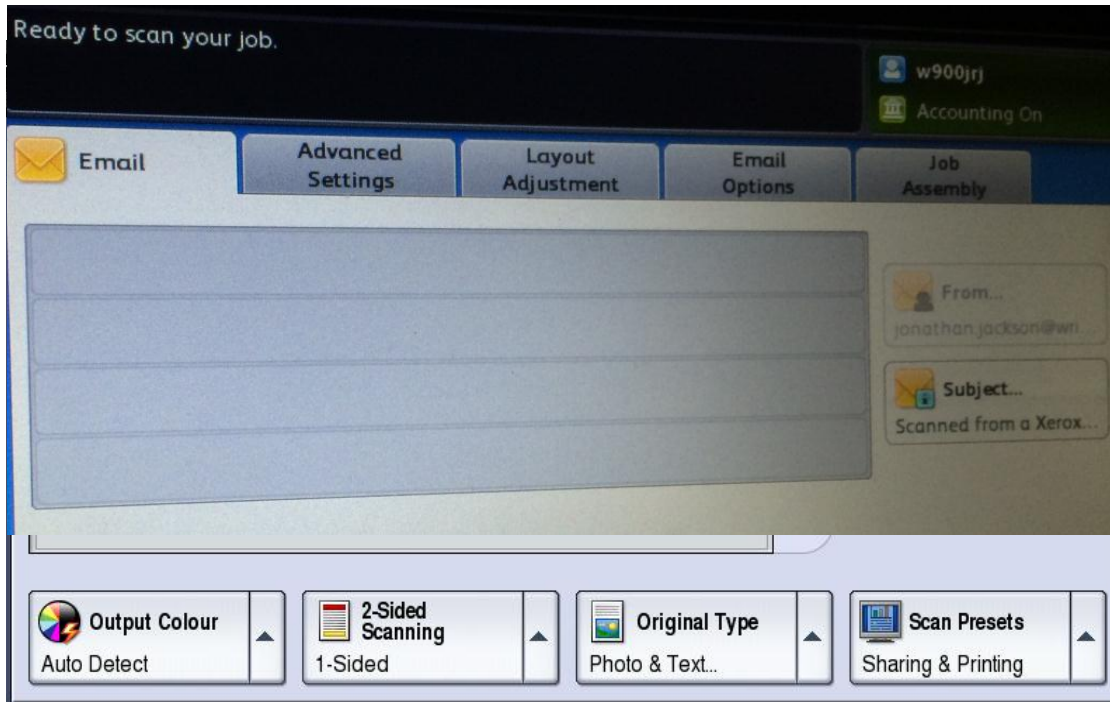 Ready to scan your job.
w900jrj
Accounting On
Email
Advanced
Settings
Layout
Adjustment
Email
Options
Job
Assembly
From...
jonathan.jackson@wri...
Subject...
Scanned from a Xerox...
Output Colour
Auto Detect
2-Sided
Scanning
1-Sided
Original Type
Photo & Text...
Scan Presets
Sharing & Printing